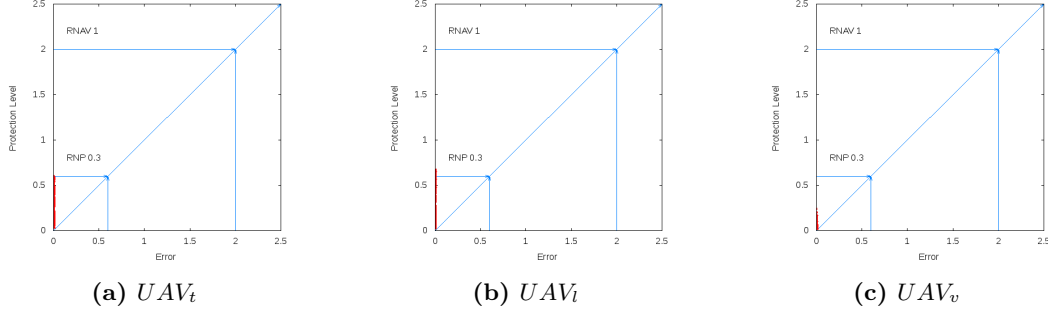 2.5
RNAV 1
2
1.5
Protection Level
1
RNP 0.3
0.5
0
0 0.5 1 1.5 2 2.5
Error
(a) UAVt
2.5
RNAV 1
2
1.5
Protection Level
1
RNP 0.3
0.5
0
0 0.5 1 1.5 2 2.5
Error
(b) UAVl
2.5
RNAV 1
2
1.5
Protection Level
1
RNP 0.3
0.5
0
0 0.5 1 1.5 2 2.5
Error
(c) UAVv